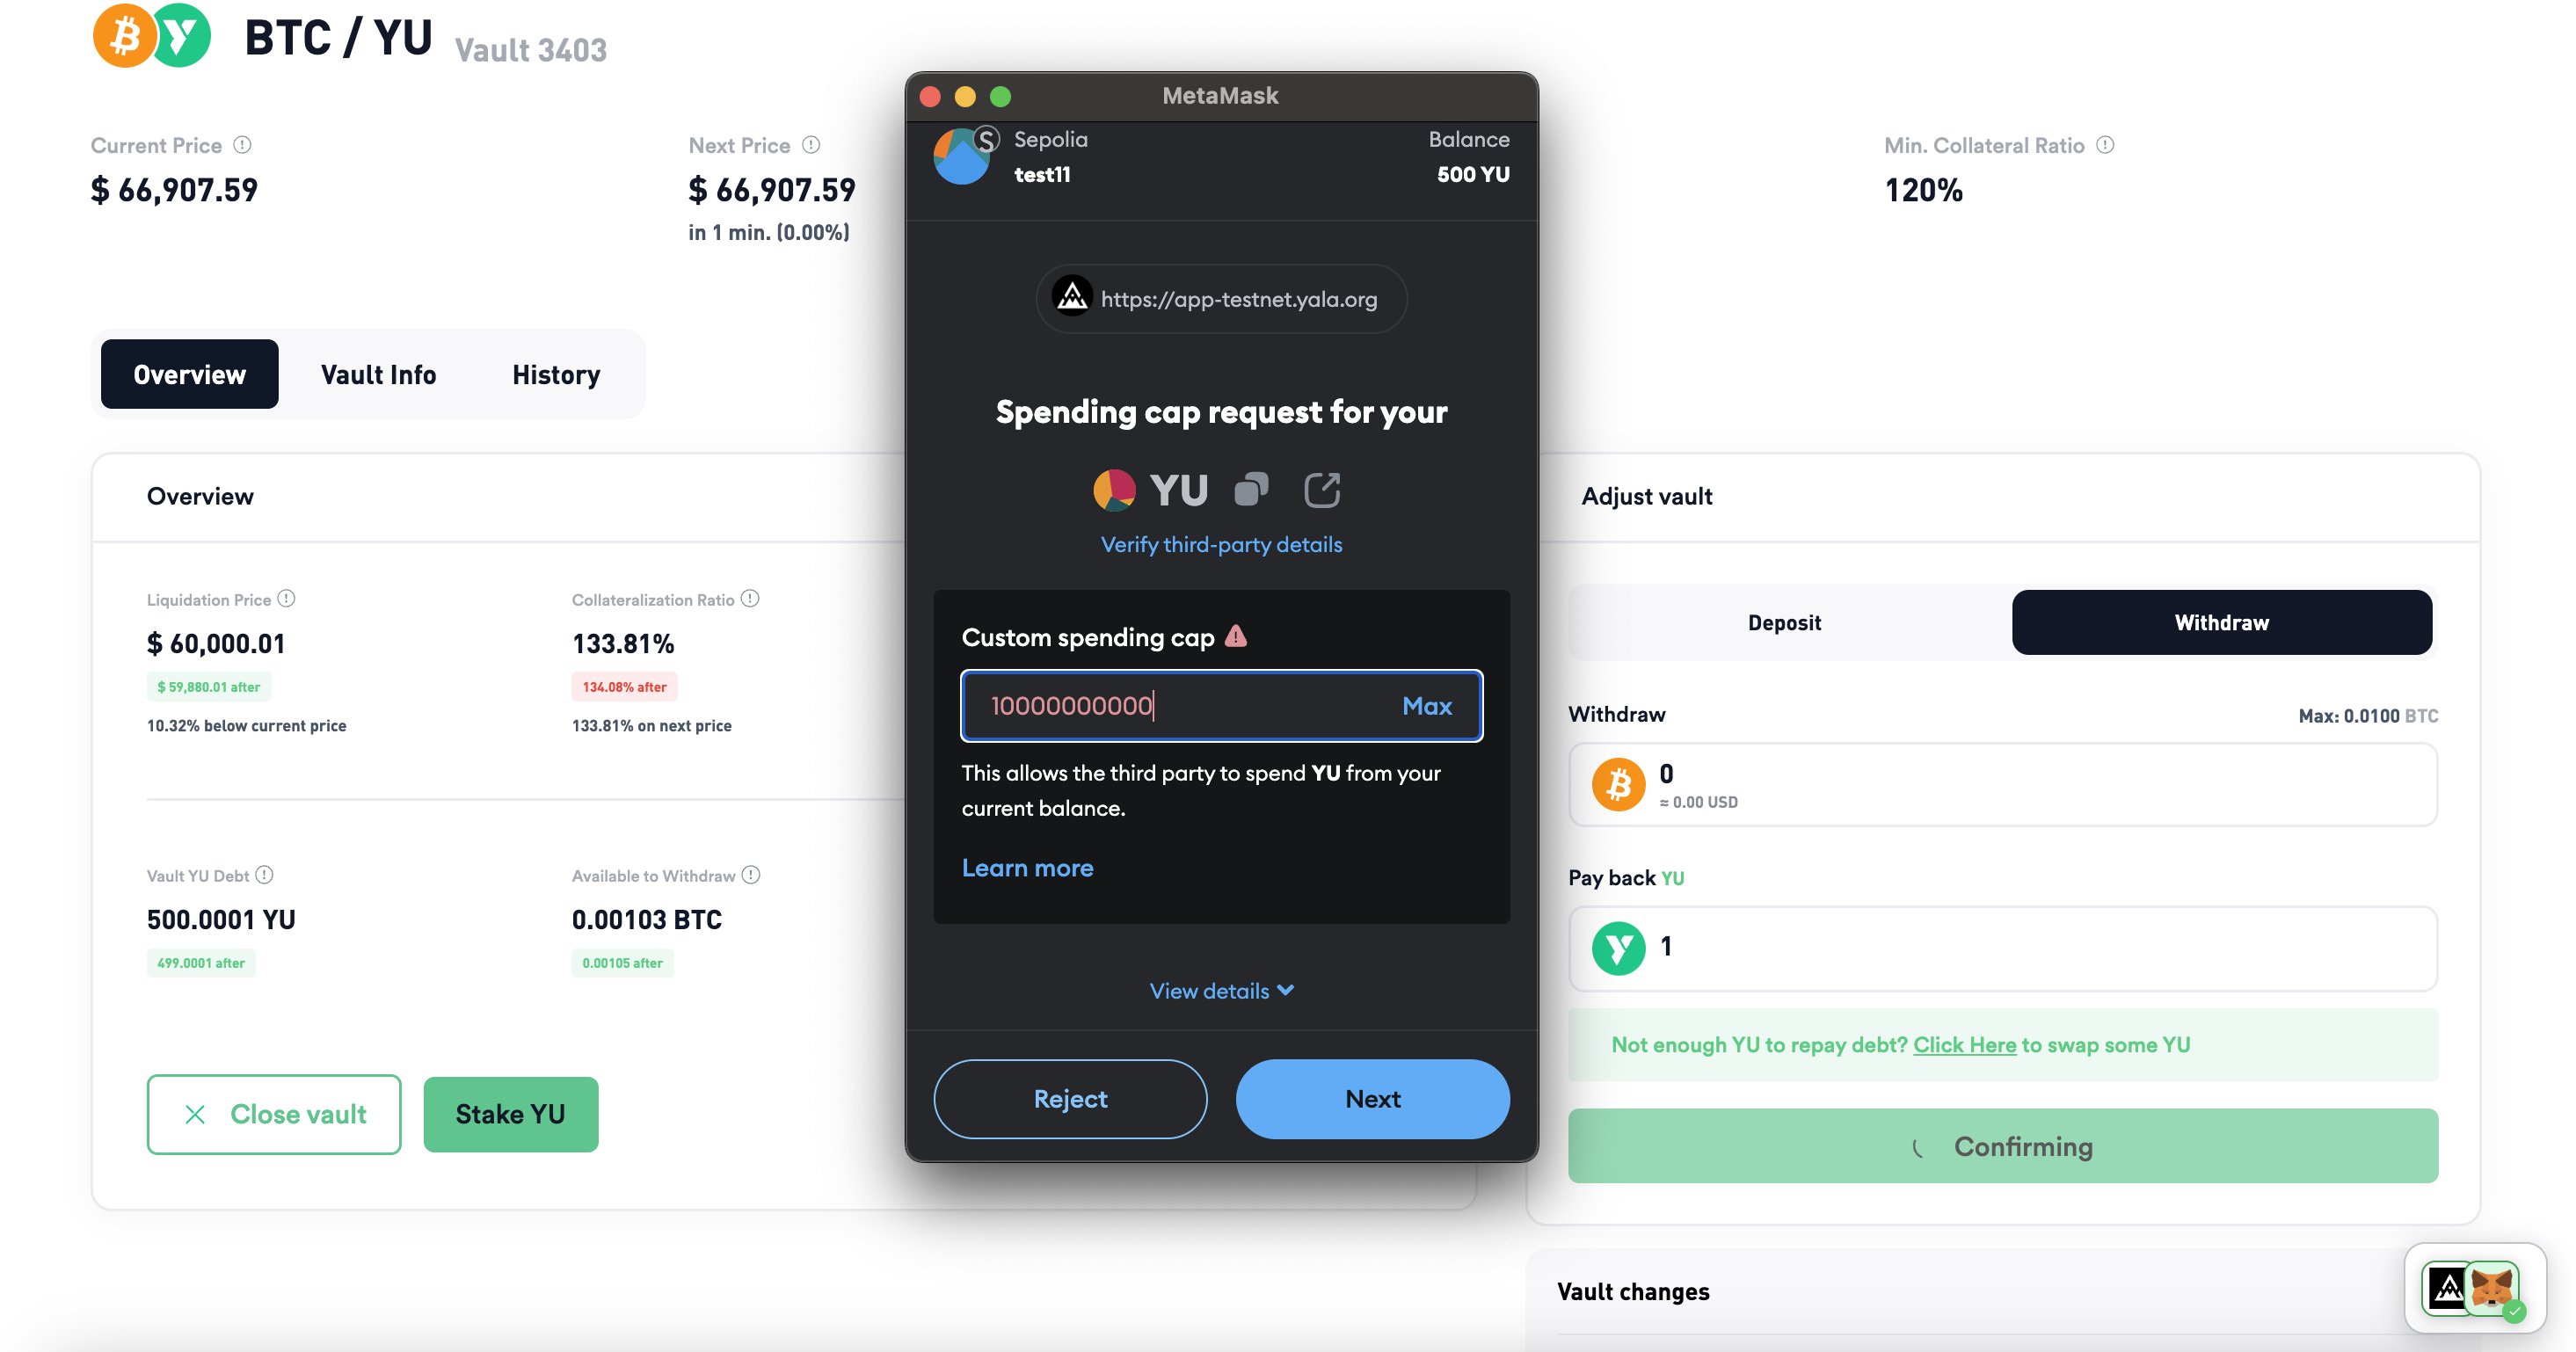 BTC / YU Vault 3403
Current Price
$ 66,907.59
Next Price
$ 66,907.59
in 1 min. (0.00%)
Min. Collateral Ratio
120%
Overview
Vault Info
History
Overview
Liquidation Price
$ 60,000.01
$ 59,880.01 after
10.32% below current price
Collateralization Ratio
133.81%
134.08% after
133.81% on next price
Vault YU Debt
500.0001 YU
499.0001 after
Available to Withdraw
0.00103 BTC
0.00105 after
Close vault
Stake YU
MetaMask
S
Sepolia
test11
Balance
500 YU
https://app-testnet.yala.org
Spending cap request for your
YU
Verify third-party details
Custom spending cap
10000000000
Max
This allows the third party to spend YU from your
current balance.
Learn more
View details
Reject
Next
Adjust vault
Deposit
Withdraw
Withdraw
Max: 0.0100 BTC
0
≈ 0.00 USD
Pay back YU
1
Not enough YU to repay debt? Click Here to swap some YU
Confirming
Vault changes